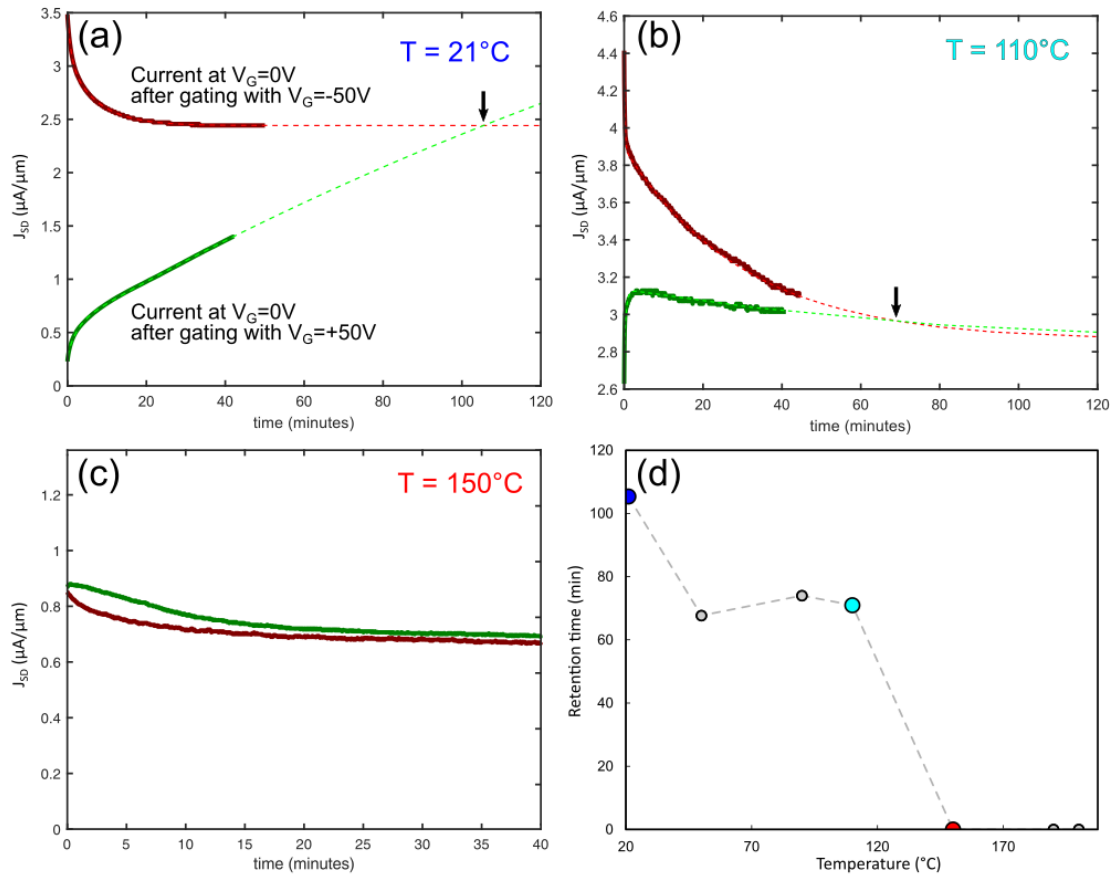 (a)
T = 21°C
Current at V_G=0V
after gating with V_G=-50V
Current at V_G=0V
after gating with V_G=+50V
J_SD (µA/µm)
3.5
3
2.5
2
1.5
1
0.5
0
0 20 40 60 80 100 120
time (minutes)
(b)
T = 110°C
J_SD (µA/µm)
4.6
4.4
4.2
4
3.8
3.6
3.4
3.2
3
2.8
2.6
0 20 40 60 80 100 120
time (minutes)
(c)
T = 150°C
J_SD (µA/µm)
1.2
1
0.8
0.6
0.4
0.2
0
0 5 10 15 20 25 30 35 40
time (minutes)
(d)
Retention time (min)
120
100
80
60
40
20
0
20 70 120 170
Temperature (°C)